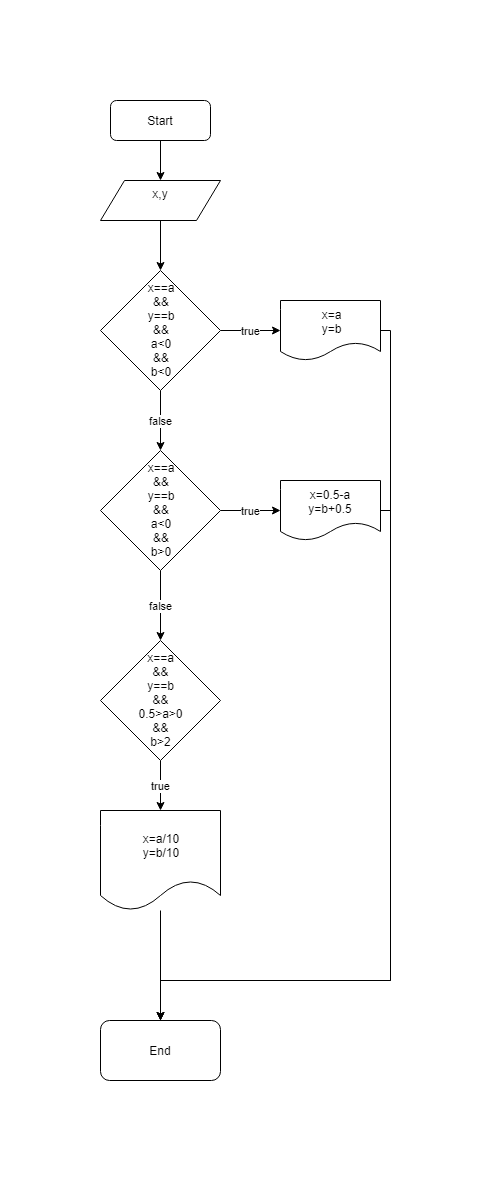 Start
x,y
x==a
&&
y==b
&&
a<0
&&
b<0
true
x=a
y=b
false
x==a
&&
y==b
&&
a<0
&&
b>0
true
x=0.5-a
y=b+0.5
false
x==a
&&
y==b
&&
0.5>a>0
&&
b>2
true
x=a/10
y=b/10
End